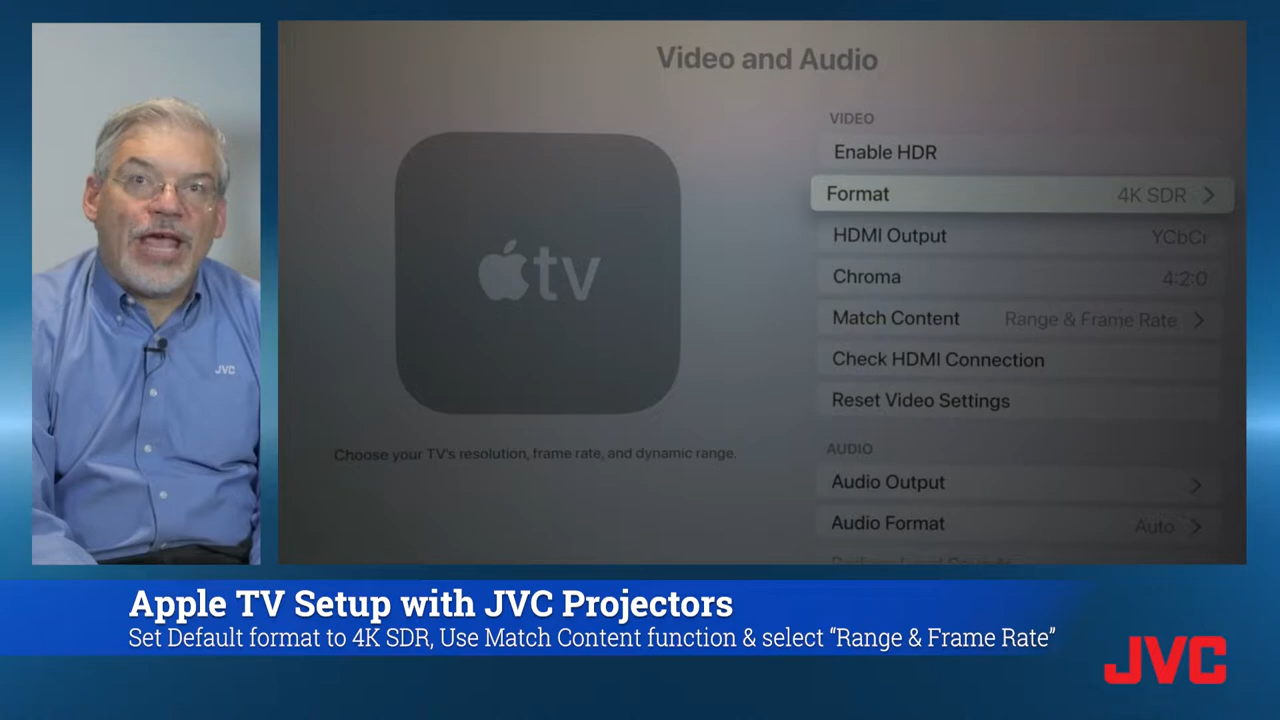 Video and Audio
VIDEO
Enable HDR
Format 4K SDR
HDMI Output YCbCr
Chroma 4:2:0
Match Content Range & Frame Rate
Check HDMI Connection
Reset Video Settings
AUDIO
Audio Output
Audio Format Auto
tv
Choose your TV's resolution, frame rate, and dynamic range.
JVC
Apple TV Setup with JVC Projectors
Set Default format to 4K SDR, Use Match Content function & select “Range & Frame Rate”
JVC